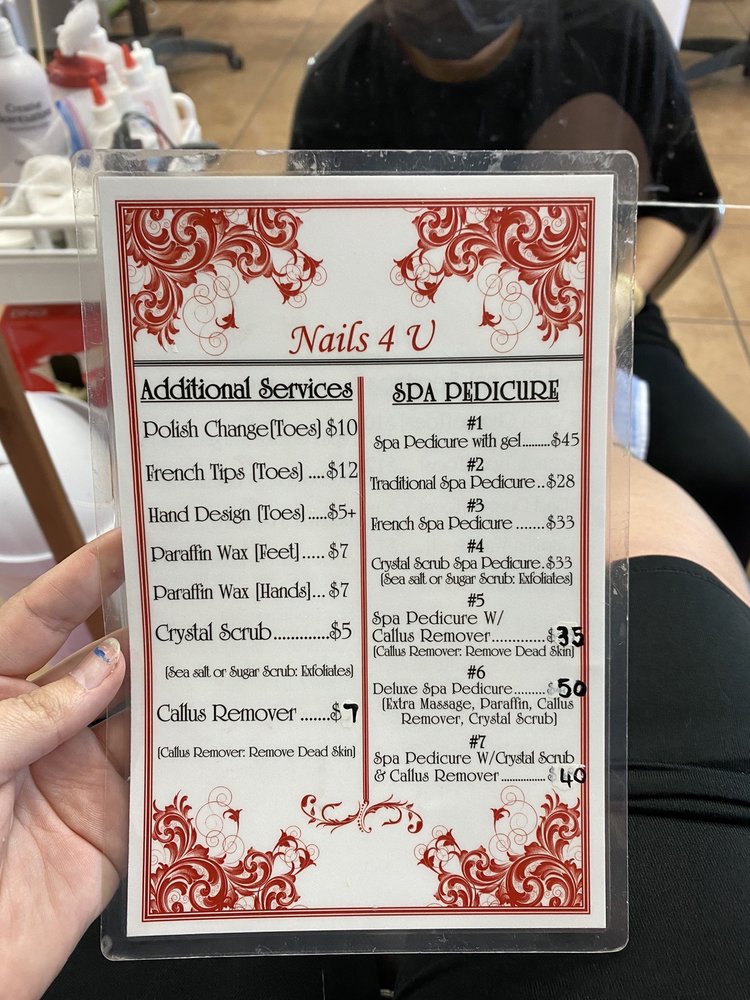 Nails 4 U
Additional Services
Polish Change(Toes) $10
French Tips (Toes) ....$12
Hand Design (Toes) .....$5+
Paraffin Wax [Feet]..... $7
Paraffin Wax [Hands]... $7
Crystal Scrub.............$5
(Sea salt or Sugar Scrub: Exfoliates)
Callus Remover .......$7
(Callus Remover: Remove Dead Skin)
SPA PEDICURE
#1
Spa Pedicure with gel.........$45
#2
Traditional Spa Pedicure..$28
#3
French Spa Pedicure .......$33
#4
Crystal Scrub Spa Pedicure.$33
(Sea salt or Sugar Scrub: Exfoliates)
#5
Spa Pedicure W/
Callus Remover..............$35
(Callus Remover: Remove Dead Skin)
#6
Deluxe Spa Pedicure.........$50
(Extra Massage, Paraffin, Callus
Remover, Crystal Scrub)
#7
Spa Pedicure W/Crystal Scrub
& Callus Remover ................$40